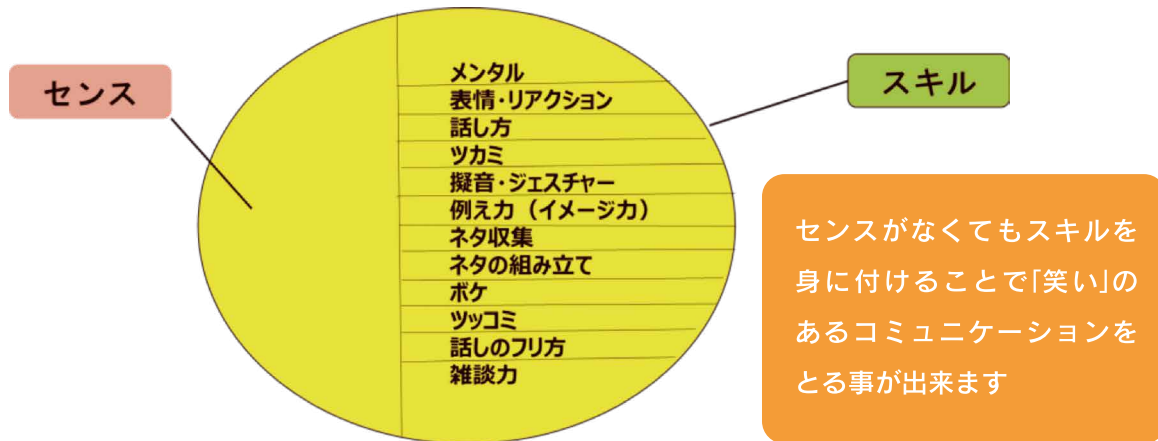 センス
スキル
メンタル
表情・リアクション
話し方
ツカミ
擬音・ジェスチャー
例え力（イメージ力）
ネタ収集
ネタの組み立て
ボケ
ツッコミ
話しのフリ方
雑談力
センスがなくてもスキルを
身に付けることで「笑い」の
あるコミュニケーションを
とる事が出来ます